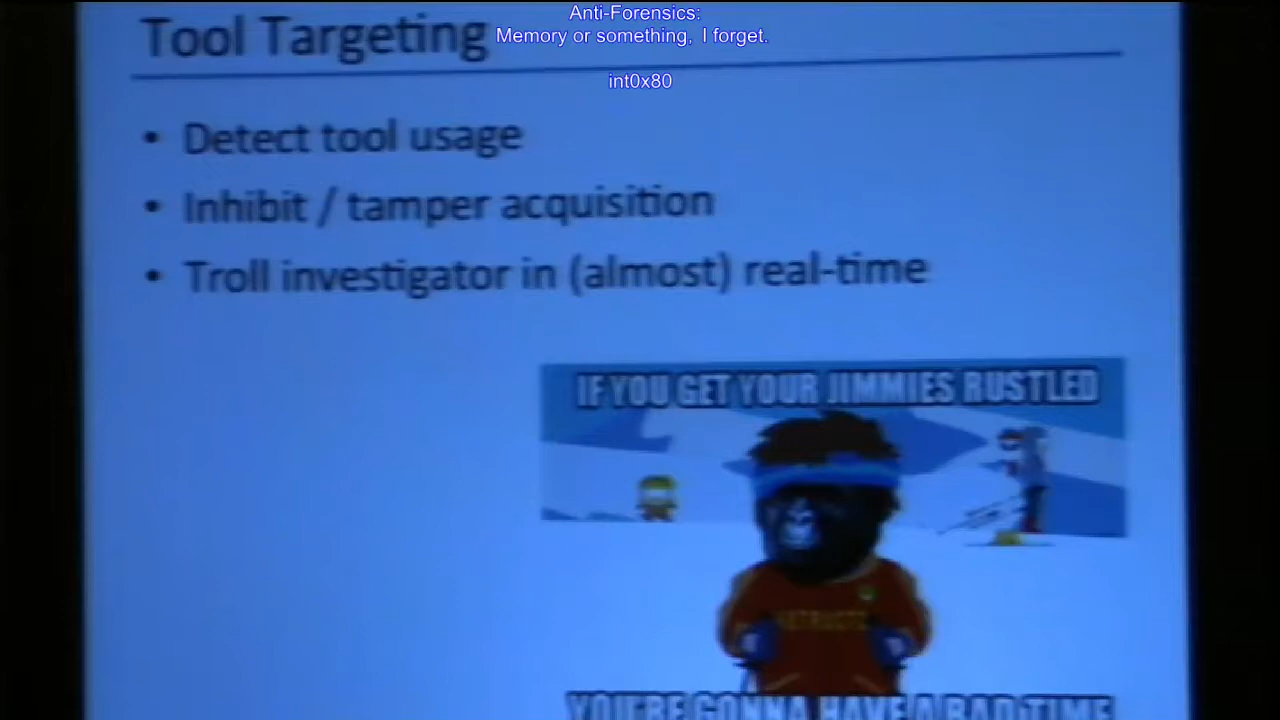 Anti-Forensics:
Memory or something, I forget.
int0x80
Tool Targeting
• Detect tool usage
• Inhibit / tamper acquisition
• Troll investigator in (almost) real-time
IF YOU GET YOUR JIMMIES RUSTLED
YOU'RE GONNA HAVE A BAD TIME